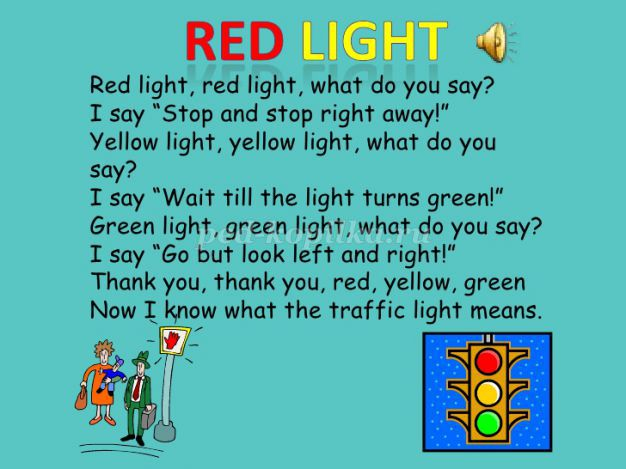 RED LIGHT
Red light, red light, what do you say?
I say “Stop and stop right away!”
Yellow light, yellow light, what do you
say?
I say “Wait till the light turns green!”
Green light, green light, what do you say?
I say “Go but look left and right!”
Thank you, thank you, red, yellow, green
Now I know what the traffic light means.
ped-kopilka.ru